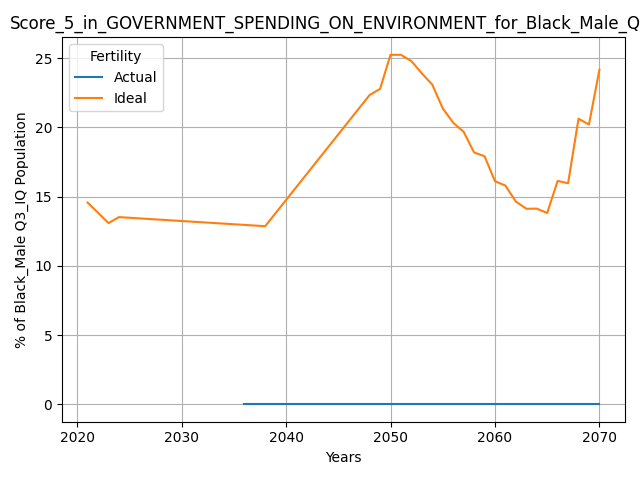 Score_5_in_GOVERNMENT_SPENDING_ON_ENVIRONMENT_for_Black_Male_Q
Fertility
Actual
Ideal
% of Black_Male Q3_IQ Population
25
20
15
10
5
0
2020 2030 2040 2050 2060 2070
Years